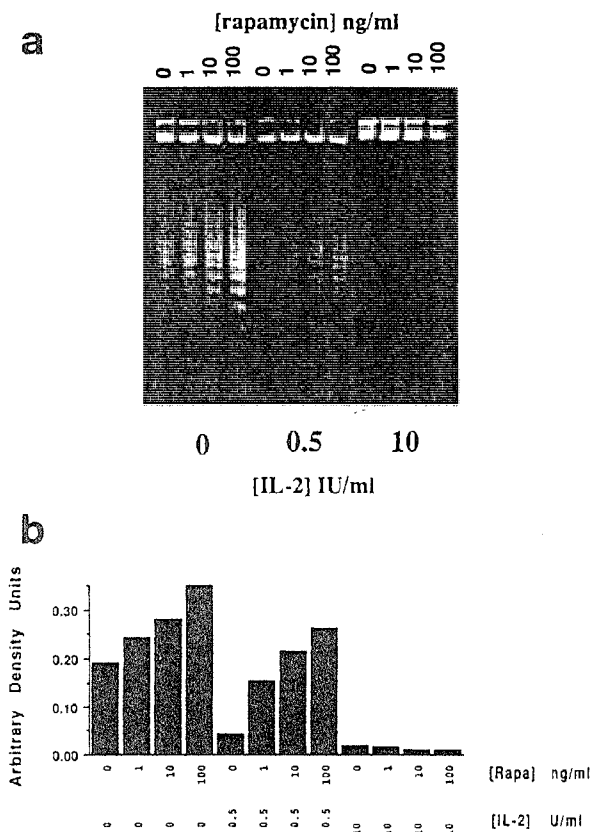 a
[rapamycin] ng/ml
0 1 10 100 0 1 10 100 0 1 10 100
0 0.5 10
[IL-2] IU/ml
b
Arbitrary Density Units
0.30
0.20
0.10
0.00
0 1 10 100 0 1 10 100 0 1 10 100 [Rapa] ng/ml
0 0 0 0 0.5 0.5 0.5 0.5 10 10 10 10 [IL-2] U/ml